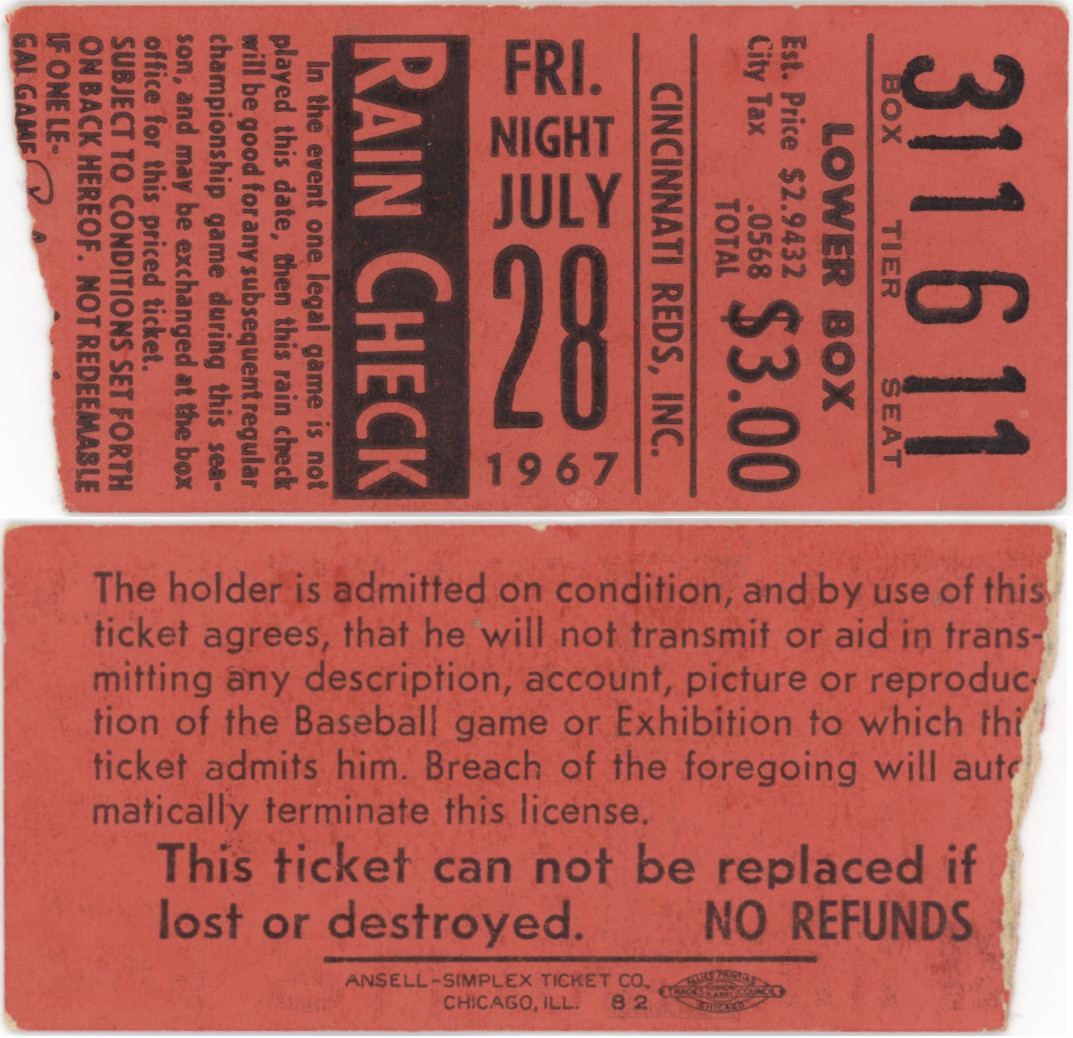 311 6 11
BOX TIER SEAT
LOWER BOX
Est. Price $2.9432
City Tax .0568
TOTAL
$3.00
CINCINNATI REDS, INC.
FRI.
NIGHT
JULY
28
1967
RAIN CHECK
In the event one legal game is not
played this date, then this rain check
will be good for any subsequent regular
championship game during this sea-
son, and may be exchanged at the box
office for this priced ticket.
SUBJECT TO CONDITIONS SET FORTH
ON BACK HEREOF. NOT REDEEMABLE
IF ONE LE-
GAL GAME
The holder is admitted on condition, and by use of this
ticket agrees, that he will not transmit or aid in trans-
mitting any description, account, picture or reproduc-
tion of the Baseball game or Exhibition to which thi
ticket admits him. Breach of the foregoing will auto
matically terminate this license.
This ticket can not be replaced if
lost or destroyed. NO REFUNDS
ANSELL-SIMPLEX TICKET CO.,
CHICAGO, ILL. 82
ALLIED PRINTING
TRADES UNION LABEL COUNCIL
CHICAGO